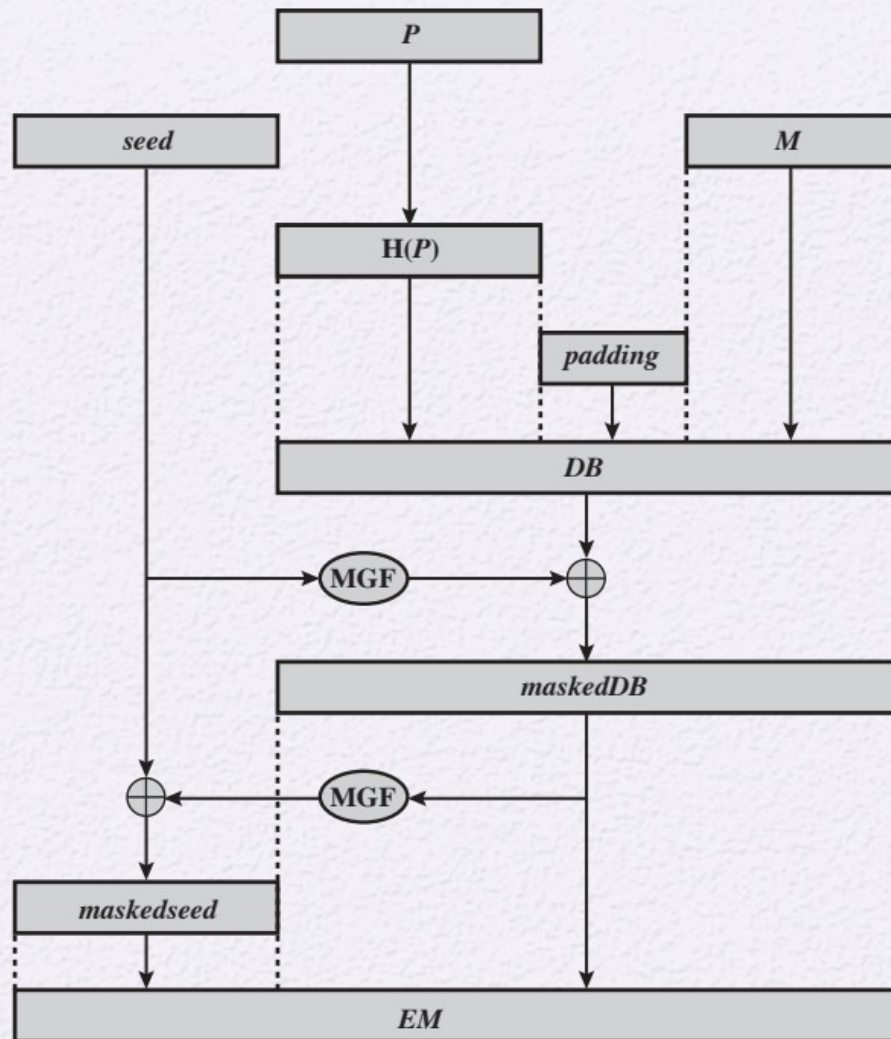 P
seed
M
H(P)
padding
DB
MGF
maskedDB
MGF
maskedseed
EM